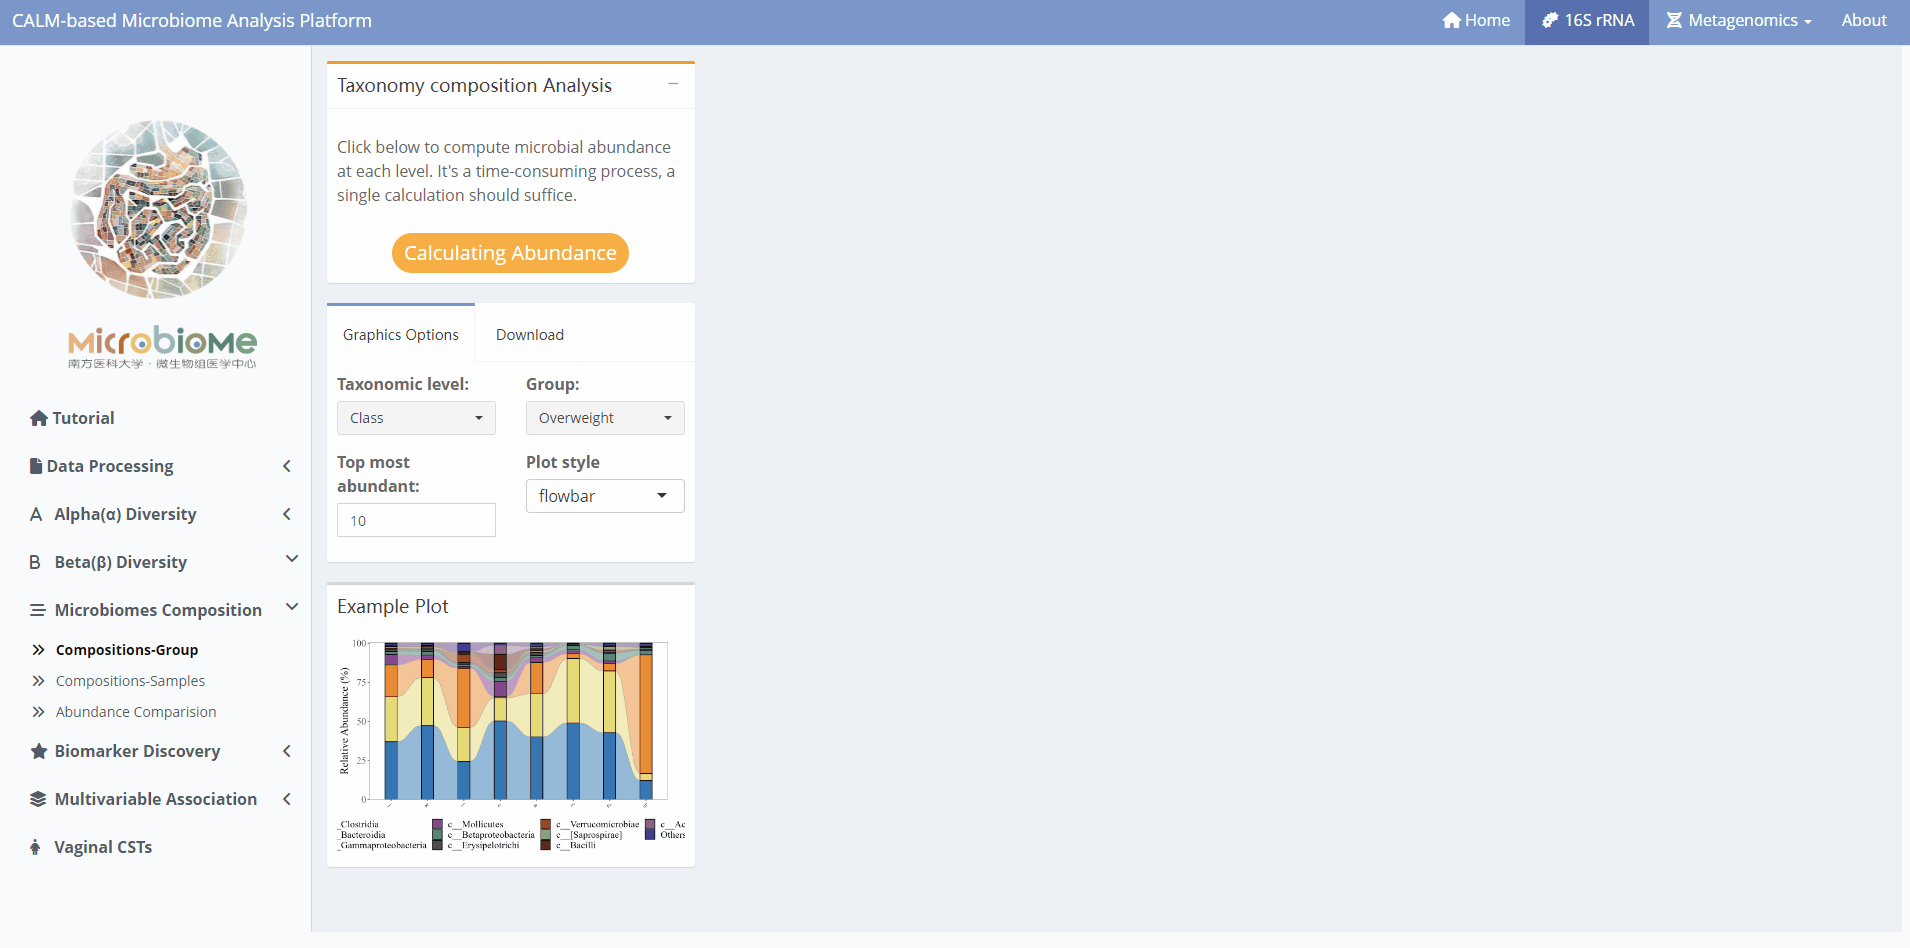 CALM-based Microbiome Analysis Platform
Home
16S rRNA
Metagenomics
About
Microbiome
南方医科大学·微生物组医学中心
Tutorial
Data Processing
A Alpha(α) Diversity
B Beta(β) Diversity
Microbiomes Composition
Compositions-Group
Compositions-Samples
Abundance Comparision
Biomarker Discovery
Multivariable Association
Vaginal CSTs
Taxonomy composition Analysis
Click below to compute microbial abundance
at each level. It's a time-consuming process, a
single calculation should suffice.
Calculating Abundance
Graphics Options
Download
Taxonomic level:
Group:
Class
Overweight
Top most
abundant:
Plot style
flowbar
10
Example Plot
Relative Abundance (%)
100
75
50
25
0
_Clostridia
c__Mollicutes
c__Verrucomicrobiae
c__Ac
_Bacteroidia
c__Betaproteobacteria
c__[Saprospirae]
Others
_Gammaproteobacteria
c__Erysipelotrichi
c__Bacilli